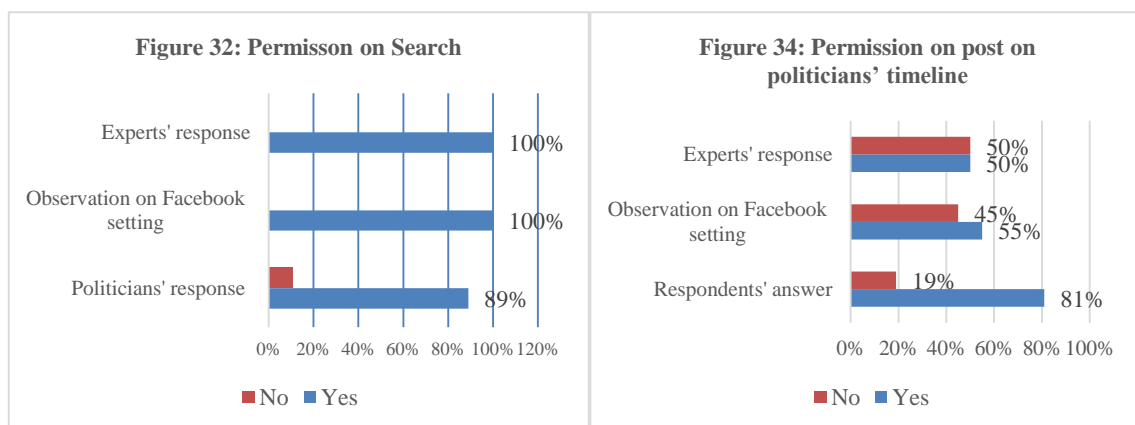 Figure 32: Permisson on Search
Experts' response
100%
Observation on Facebook
setting
100%
Politicians' response
89%
0% 20% 40% 60% 80% 100% 120%
No Yes
Figure 34: Permission on post on
politicians’ timeline
Experts' response
50%
50%
Observation on Facebook
setting
45%
55%
Respondents' answer
19%
81%
0% 20% 40% 60% 80% 100%
No Yes